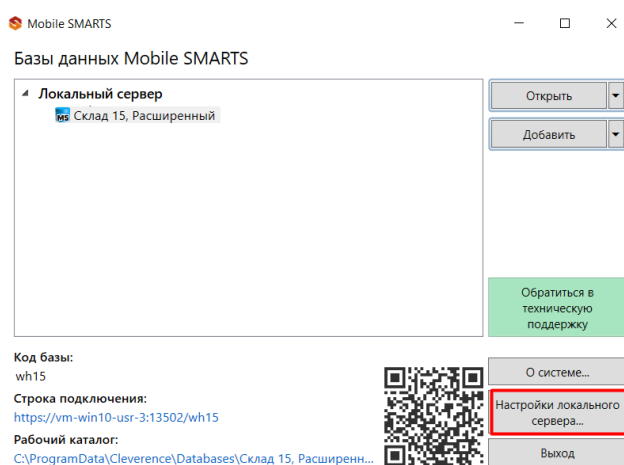 Mobile SMARTS
Базы данных Mobile SMARTS
Локальный сервер
MS Склад 15, Расширенный
Открыть
Добавить
Обратиться в
техническую
поддержку
Код базы:
wh15
Строка подключения:
https://vm-win10-usr-3:13502/wh15
Рабочий каталог:
C:\ProgramData\Cleverence\Databases\Склад 15, Расширенн...
О системе...
Настройки локального
сервера...
Выход